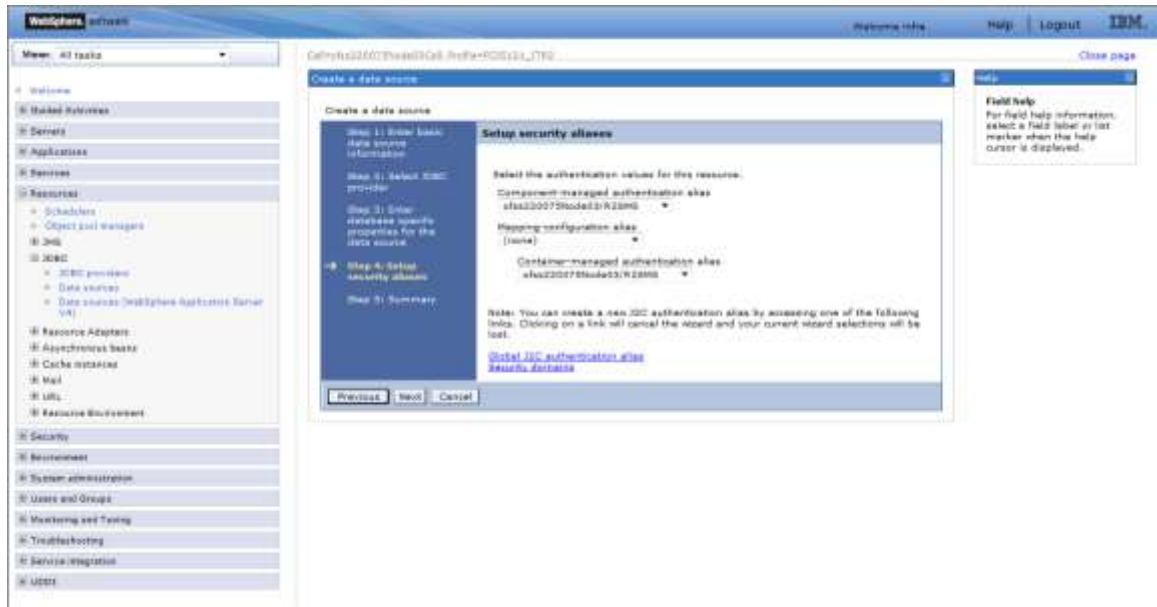 WebSphere. software
Welcome infra
Help | Logout
IBM.
View: All tasks
Welcome
Guided Activities
Servers
Applications
Services
Resources
Schedulers
Object pool managers
JMS
JDBC
JDBC providers
Data sources
Data sources (WebSphere Application Server
V4)
Resource Adapters
Asynchronous beans
Cache instances
Mail
URL
Resource Environment
Security
Environment
System administration
Users and Groups
Monitoring and Tuning
Troubleshooting
Service integration
UDDI
Close page
Create a data source
Create a data source
Step 1: Enter basic
data source
information
Step 2: Select JDBC
provider
Step 3: Enter
database specific
properties for the
data source
Step 4: Setup
security aliases
Step 5: Summary
Setup security aliases
Select the authentication values for this resource.
Component-managed authentication alias
Mapping-configuration alias
(none)
Container-managed authentication alias
Note: You can create a new J2C authentication alias by accessing one of the following
links. Clicking on a link will cancel the wizard and your current wizard selections will be
lost.
Global J2C authentication alias
Security domains
Previous Next Cancel
Help
Field help
For field help information,
select a field label or list
marker when the help
cursor is displayed.